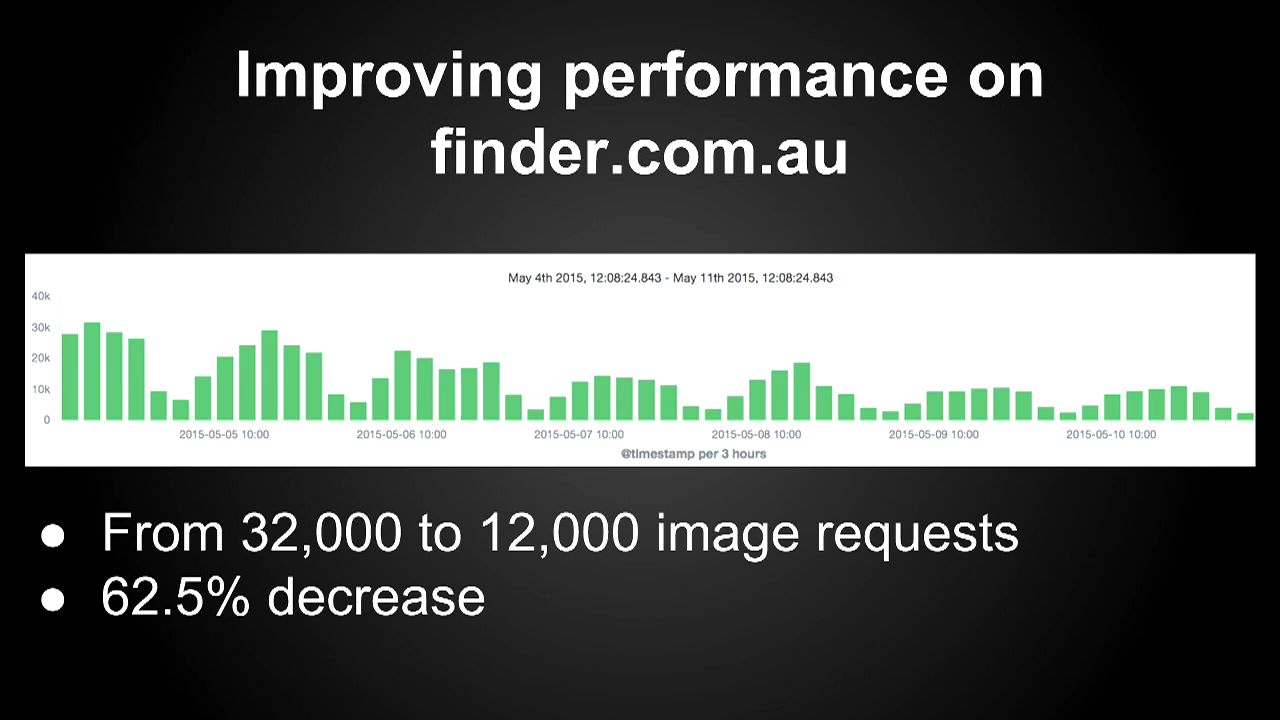 Improving performance on
finder.com.au
May 4th 2015, 12:08:24.843 - May 11th 2015, 12:08:24.843
40k
30k
20k
10k
0
2015-05-05 10:00 2015-05-06 10:00 2015-05-07 10:00 2015-05-08 10:00 2015-05-09 10:00 2015-05-10 10:00
@timestamp per 3 hours
● From 32,000 to 12,000 image requests
● 62.5% decrease